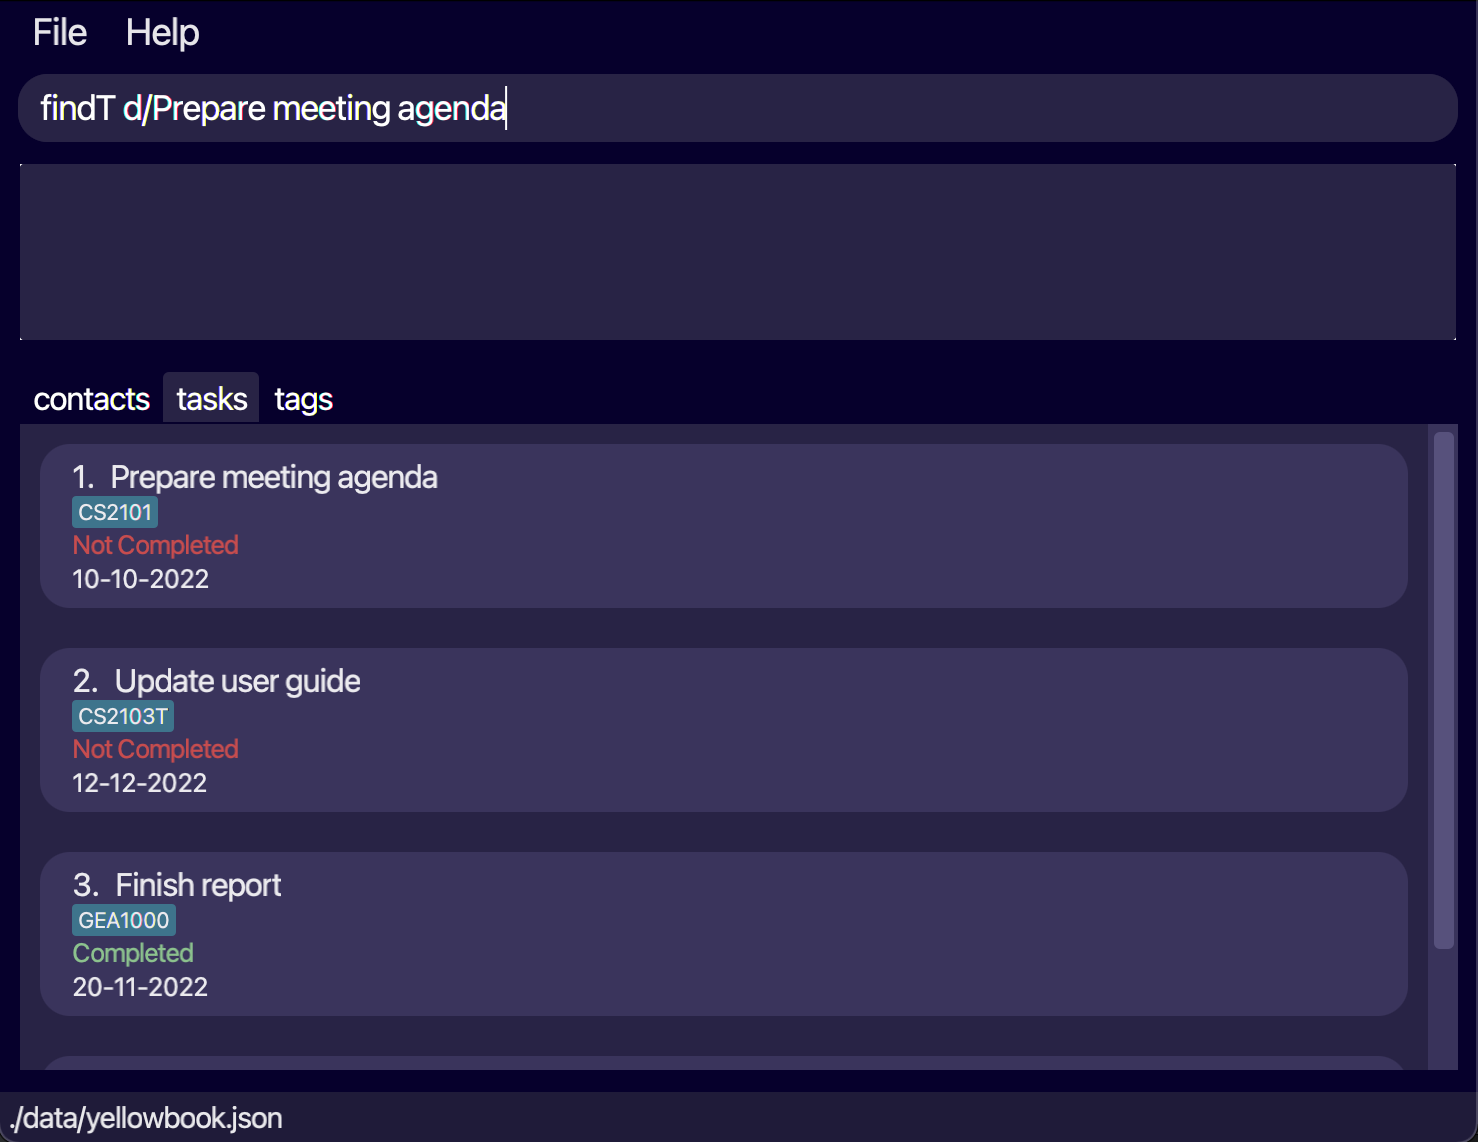 File Help
findT d/Prepare meeting agenda
contacts tasks tags
1. Prepare meeting agenda
CS2101
Not Completed
10-10-2022
2. Update user guide
CS2103T
Not Completed
12-12-2022
3. Finish report
GEA1000
Completed
20-11-2022
./data/yellowbook.json